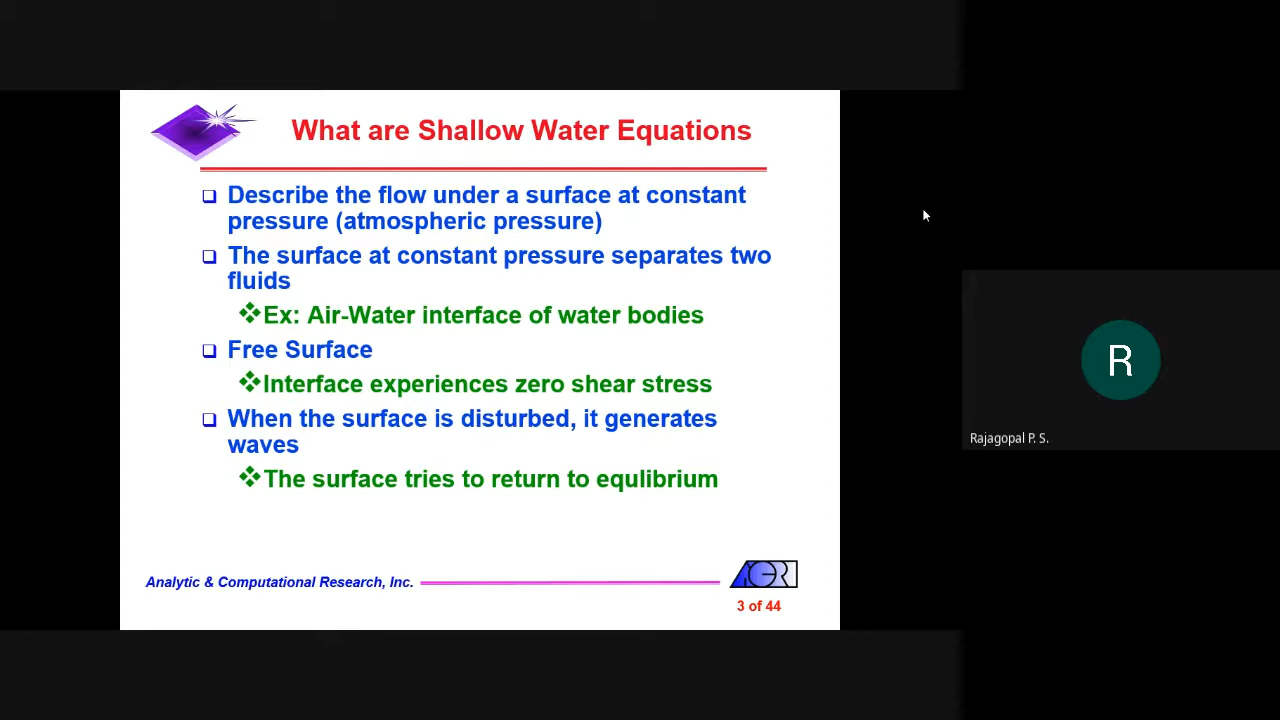 What are Shallow Water Equations
Describe the flow under a surface at constant
pressure (atmospheric pressure)
The surface at constant pressure separates two
fluids
Ex: Air-Water interface of water bodies
Free Surface
Interface experiences zero shear stress
When the surface is disturbed, it generates
waves
The surface tries to return to equlibrium
Analytic & Computational Research, Inc.
ACRI
3 of 44
R
Rajagopal P. S.